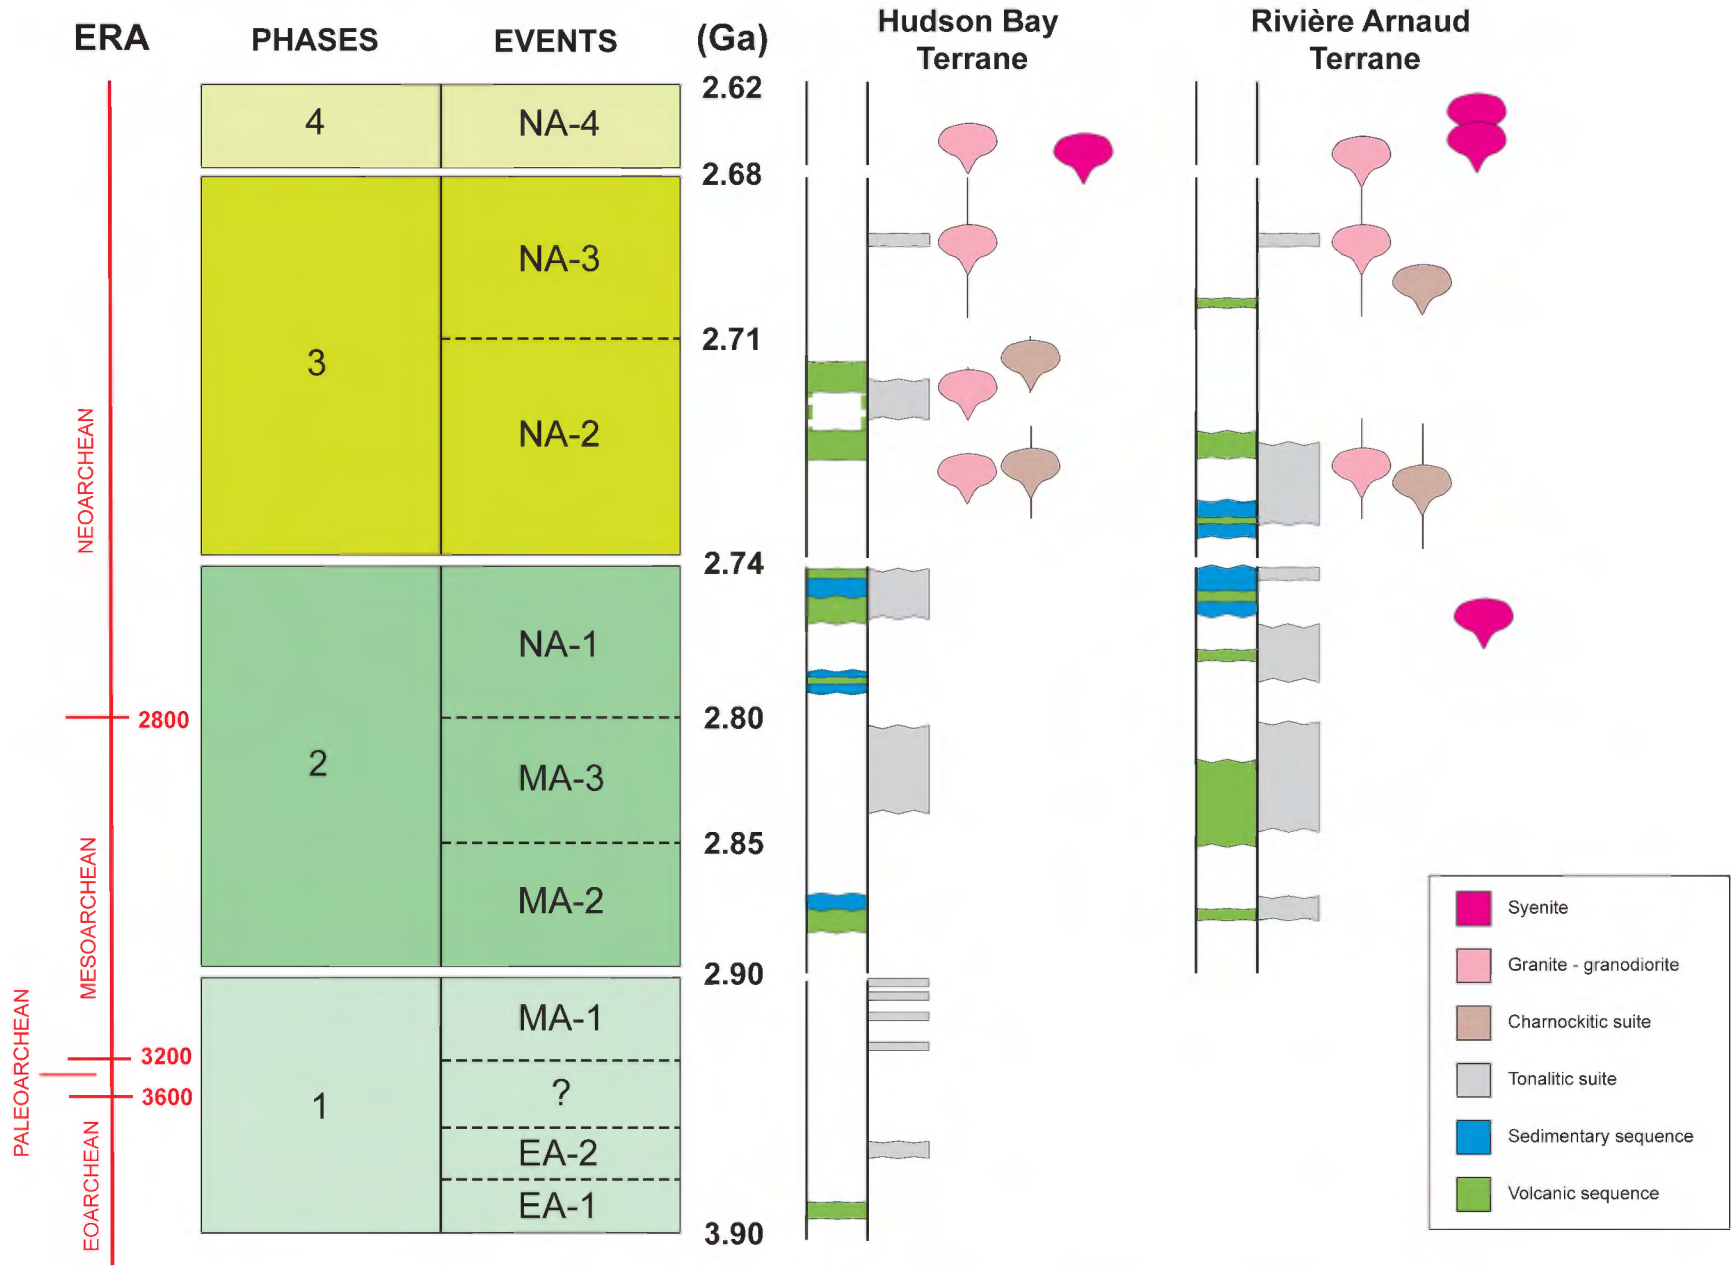 ERA
PHASES
EVENTS
(Ga)
Hudson Bay
Terrane
Rivière Arnaud
Terrane
2.62
4
NA-4
2.68
NA-3
2.71
3
NA-2
NEOARCHEAN
2.74
NA-1
2800
2.80
2
MA-3
2.85
MESOARCHEAN
MA-2
2.90
MA-1
PALEOARCHEAN
3200
?
3600
1
EA-2
EOARCHEAN
EA-1
3.90
Syenite
Granite - granodiorite
Charnockitic suite
Tonalitic suite
Sedimentary sequence
Volcanic sequence